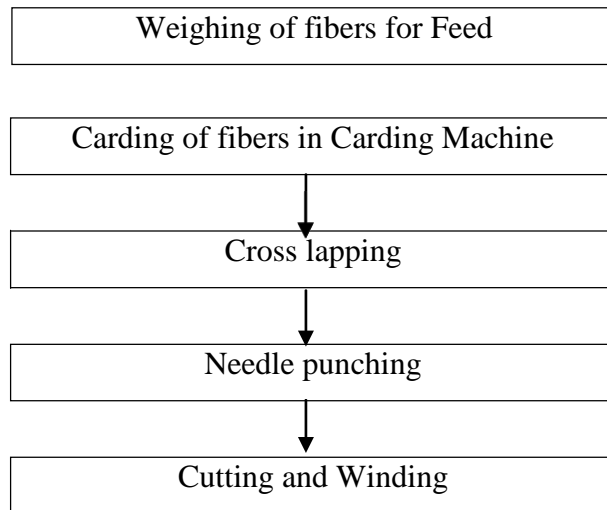 Weighing of fibers for Feed
Carding of fibers in Carding Machine
Cross lapping
Needle punching
Cutting and Winding